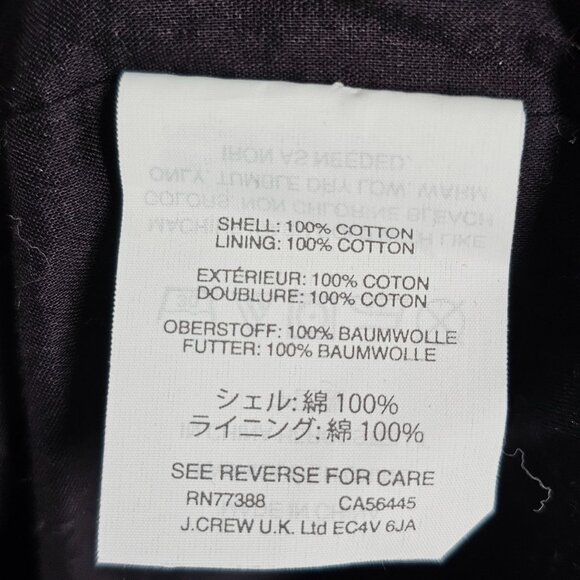 SHELL: 100% COTTON
LINING: 100% COTTON
EXTÉRIEUR: 100% COTON
DOUBLURE: 100% COTON
OBERSTOFF: 100% BAUMWOLLE
FUTTER: 100% BAUMWOLLE
シェル: 綿 100%
ライニング: 綿 100%
SEE REVERSE FOR CARE
RN77388 CA56445
J.CREW U.K. Ltd EC4V 6JA